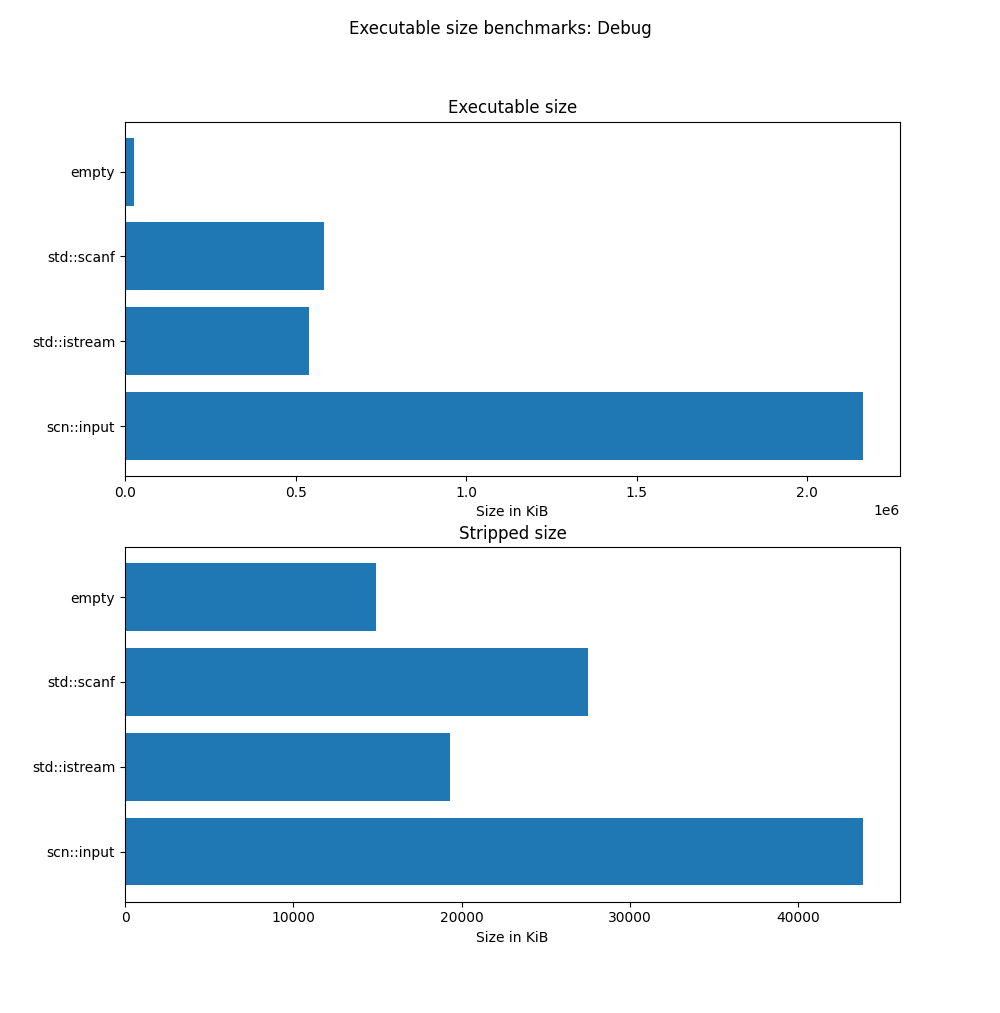 Executable size benchmarks: Debug
Executable size
empty
std::scanf
std::istream
scn::input
0.0 0.5 1.0 1.5 2.0
Size in KiB
1e6
Stripped size
empty
std::scanf
std::istream
scn::input
0 10000 20000 30000 40000
Size in KiB